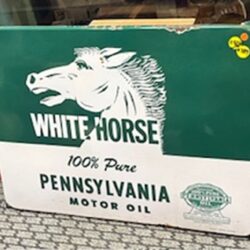 WHITE HORSE
100% Pure
PENNSYLVANIA
MOTOR OIL